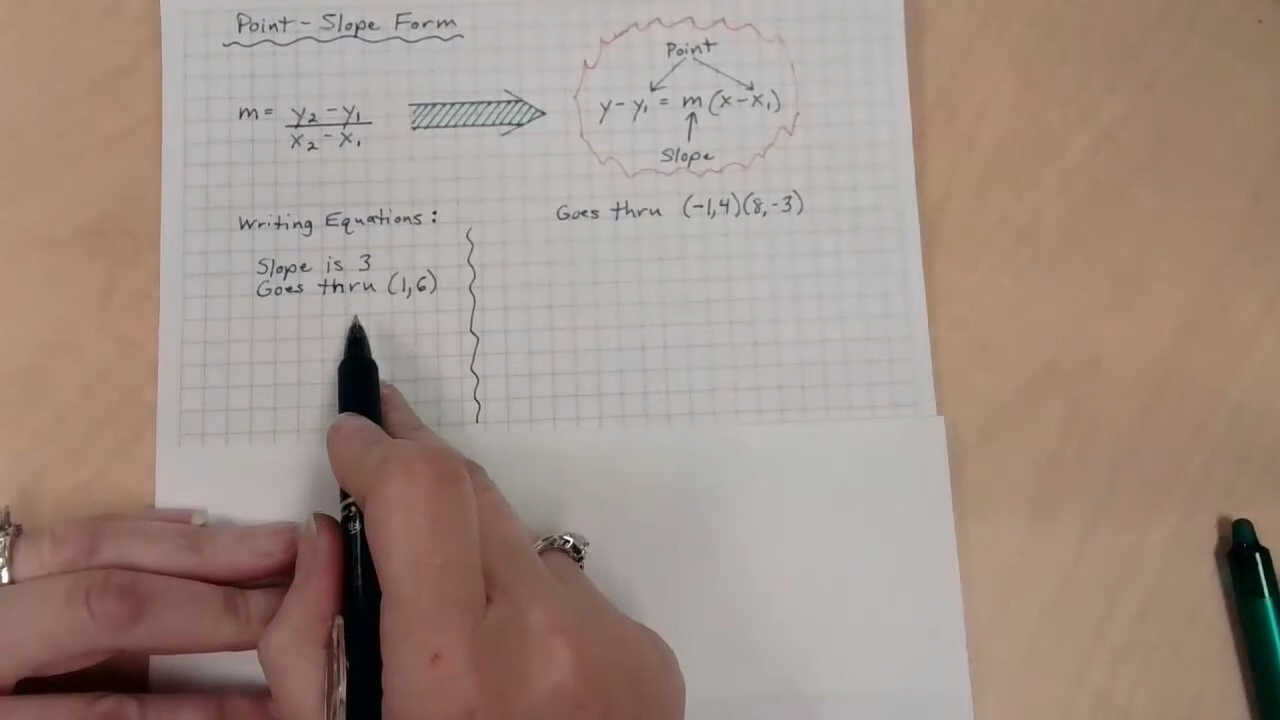 Point-Slope Form
m = y₂ - y₁ / x₂ - x₁
Point
y - y₁ = m(x - x₁)
Slope
Writing Equations:
Slope is 3
Goes thru (1,6)
Goes thru (-1,4)(8,-3)